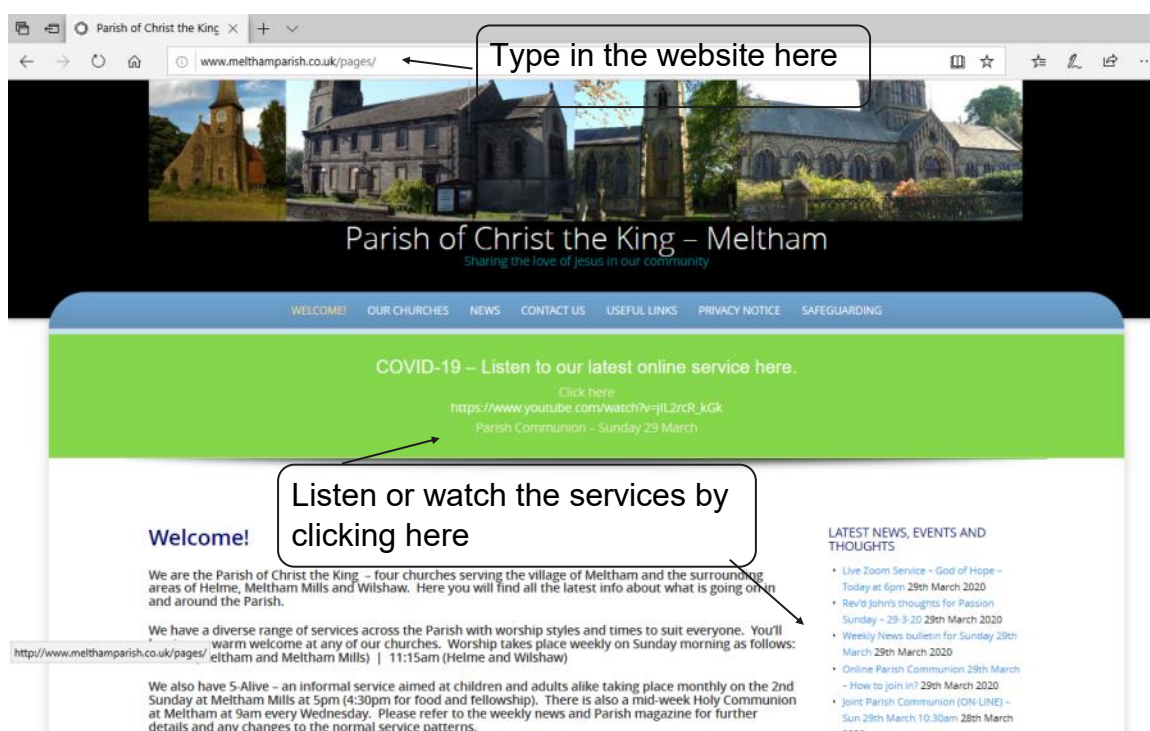 Parish of Christ the King
Type in the website here
www.melthamparish.co.uk/pages/
Parish of Christ the King – Meltham
Sharing the love of Jesus in our community
WELCOME! OUR CHURCHES NEWS CONTACT US USEFUL LINKS PRIVACY NOTICE SAFEGUARDING
COVID-19 – Listen to our latest online service here.
Click here
https://www.youtube.com/watch?v=jIL2rcR_kGk
Parish Communion – Sunday 29 March
Listen or watch the services by
clicking here
Welcome!
We are the Parish of Christ the King – four churches serving the village of Meltham and the surrounding
areas of Helme, Meltham Mills and Wilshaw. Here you will find all the latest info about what is going on in
and around the Parish.
We have a diverse range of services across the Parish with worship styles and times to suit everyone. You'll
warm welcome at any of our churches. Worship takes place weekly on Sunday morning as follows:
http://www.melthamparish.co.uk/pages/
eltham and Meltham Mills) | 11:15am (Helme and Wilshaw)
We also have 5-Alive – an informal service aimed at children and adults alike taking place monthly on the 2nd
Sunday at Meltham Mills at 5pm (4:30pm for food and fellowship). There is also a mid-week Holy Communion
at Meltham at 9am every Wednesday. Please refer to the weekly news and Parish magazine for further
details and any changes to the normal service patterns.
LATEST NEWS, EVENTS AND
THOUGHTS
• Live Zoom Service – God of Hope –
Today at 6pm 29th March 2020
• Rev'd John's thoughts for Passion
Sunday – 29-3-20 29th March 2020
• Weekly News bulletin for Sunday 29th
March 29th March 2020
• Online Parish Communion 29th March
– How to join in? 29th March 2020
• Joint Parish Communion (ON-LINE) –
Sun 29th March 10:30am 28th March